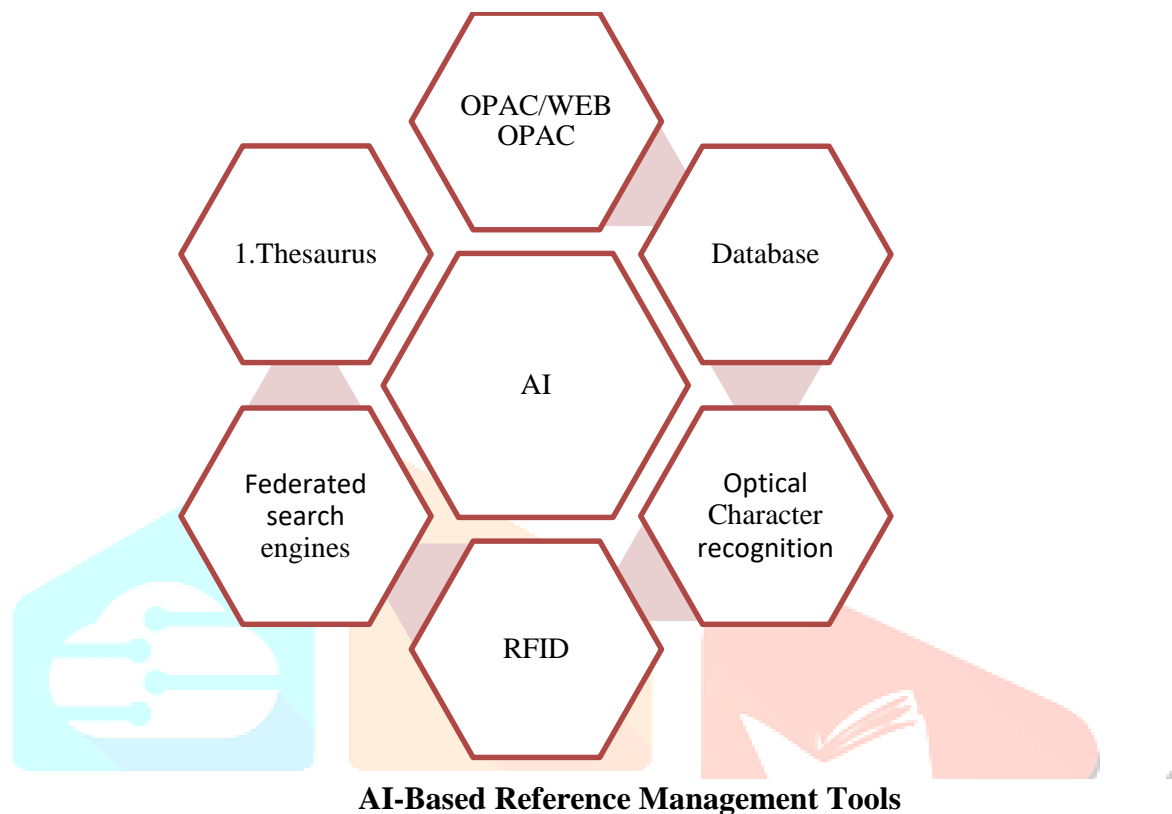 OPAC/WEB
OPAC
1.Thesaurus
Database
AI
Federated
search
engines
Optical
Character
recognition
RFID
AI-Based Reference Management Tools